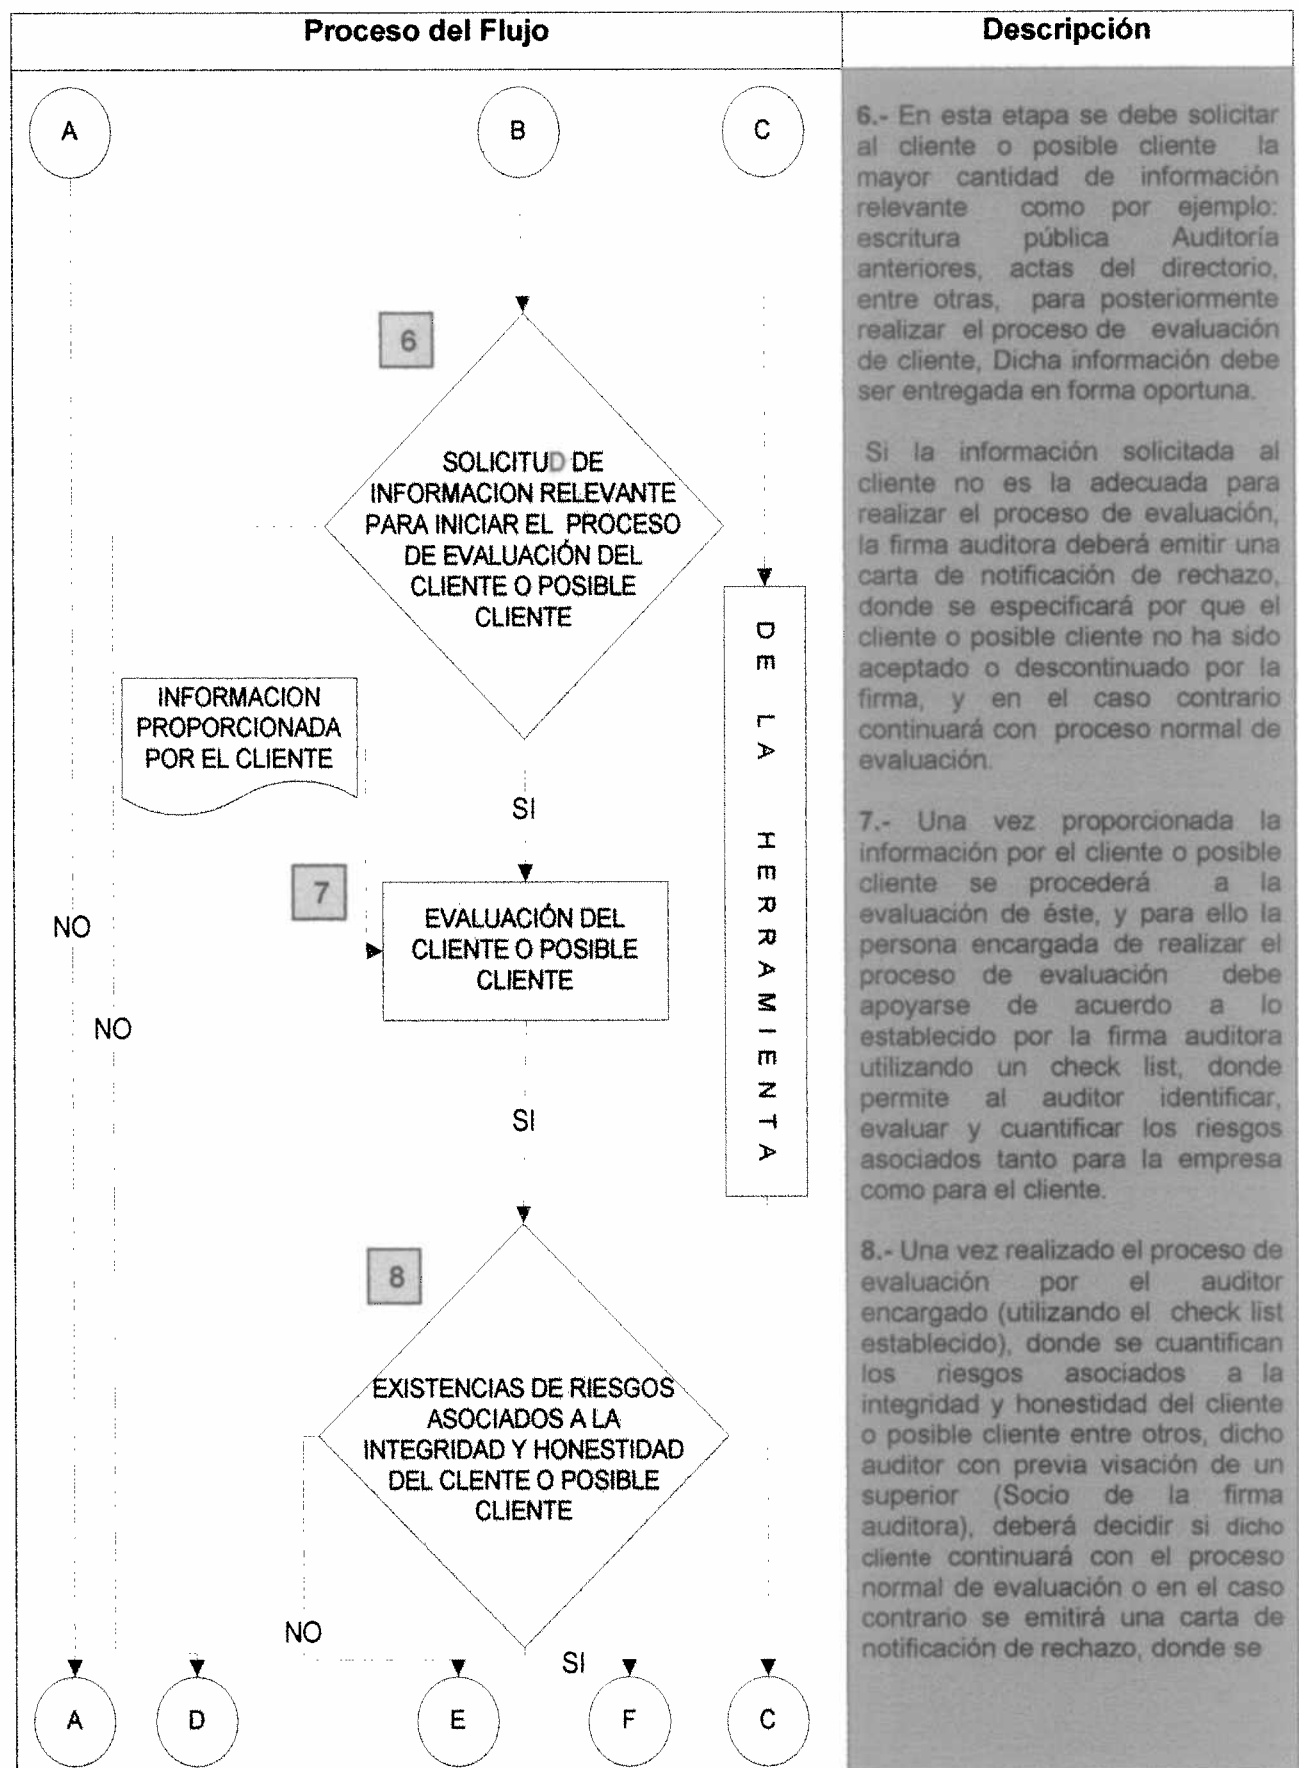 Proceso del Flujo
Descripción
A
B
C
6
SOLICITUD DE
INFORMACION RELEVANTE
PARA INICIAR EL PROCESO
DE EVALUACIÓN DEL
CLIENTE O POSIBLE
CLIENTE
INFORMACION
PROPORCIONADA
POR EL CLIENTE
SI
7
EVALUACIÓN DEL
CLIENTE O POSIBLE
CLIENTE
NO
NO
SI
DE LA HERRAMIENTA
8
EXISTENCIAS DE RIESGOS
ASOCIADOS A LA
INTEGRIDAD Y HONESTIDAD
DEL CLENTE O POSIBLE
CLIENTE
NO
SI
A
D
E
F
C
6.- En esta etapa se debe solicitar
al cliente o posible cliente la
mayor cantidad de información
relevante como por ejemplo:
escritura pública Auditoría
anteriores, actas del directorio,
entre otras, para posteriormente
realizar el proceso de evaluación
de cliente, Dicha información debe
ser entregada en forma oportuna.
Si la información solicitada al
cliente no es la adecuada para
realizar el proceso de evaluación,
la firma auditora deberá emitir una
carta de notificación de rechazo,
donde se especificará por que el
cliente o posible cliente no ha sido
aceptado o descontinuado por la
firma, y en el caso contrario
continuará con proceso normal de
evaluación.
7.- Una vez proporcionada la
información por el cliente o posible
cliente se procederá a la
evaluación de éste, y para ello la
persona encargada de realizar el
proceso de evaluación debe
apoyarse de acuerdo a lo
establecido por la firma auditora
utilizando un check list, donde
permite al auditor identificar,
evaluar y cuantificar los riesgos
asociados tanto para la empresa
como para el cliente.
8.- Una vez realizado el proceso de
evaluación por el auditor
encargado (utilizando el check list
establecido), donde se cuantifican
los riesgos asociados a la
integridad y honestidad del cliente
o posible cliente entre otros, dicho
auditor con previa visación de un
superior (Socio de la firma
auditora), deberá decidir si dicho
cliente continuará con el proceso
normal de evaluación o en el caso
contrario se emitirá una carta de
notificación de rechazo, donde se